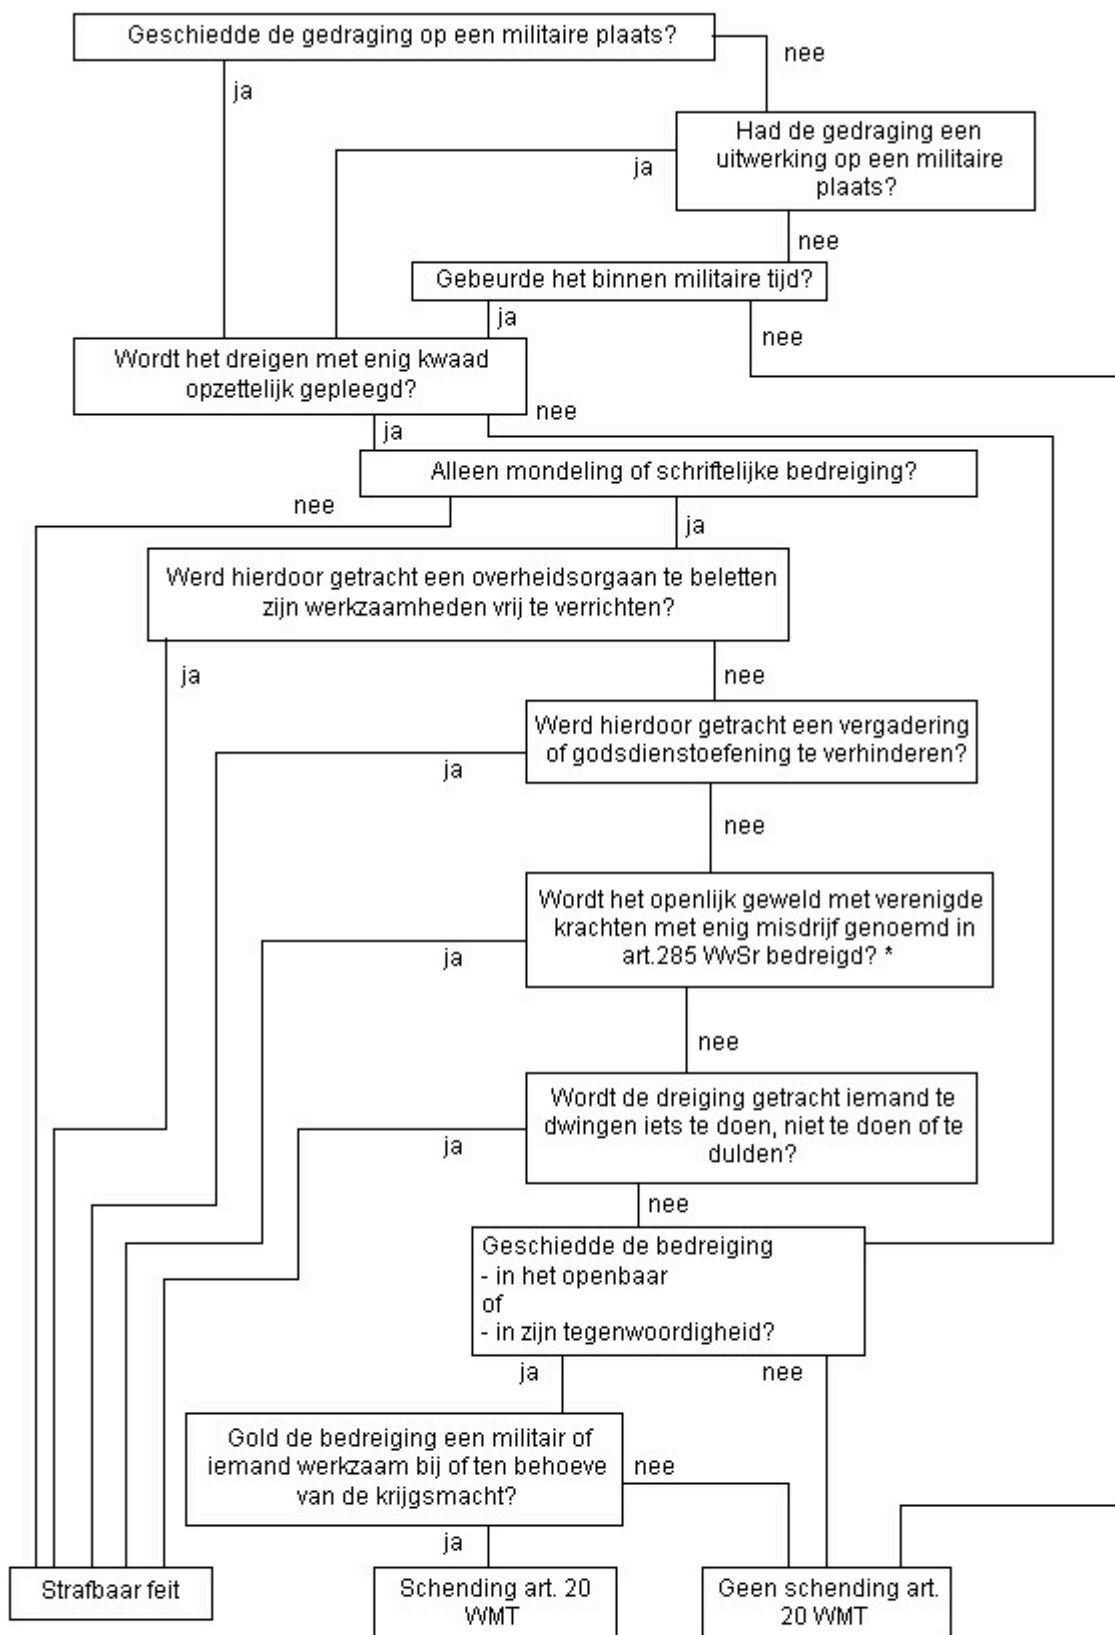 Geschiedde de gedraging op een militaire plaats?
nee
ja
Had de gedraging een
uitwerking op een militaire
plaats?
ja
nee
Gebeurde het binnen militaire tijd?
ja
nee
Wordt het dreigen met enig kwaad
opzettelijk gepleegd?
nee
ja
Alleen mondeling of schriftelijke bedreiging?
nee
ja
Werd hierdoor getracht een overheidsorgaan te beletten
zijn werkzaamheden vrij te verrichten?
ja
nee
Werd hierdoor getracht een vergadering
of godsdienstoefening te verhinderen?
ja
nee
Wordt het openlijk geweld met verenigde
krachten met enig misdrijf genoemd in
art.285 WvSr bedreigd? *
ja
nee
Wordt de dreiging getracht iemand te
dwingen iets te doen, niet te doen of te
dulden?
ja
nee
Geschiedde de bedreiging
- in het openbaar
of
- in zijn tegenwoordigheid?
ja
nee
Gold de bedreiging een militair of
iemand werkzaam bij of ten behoeve
van de krijgsmacht?
nee
ja
Strafbaar feit
Schending art. 20
WMT
Geen schending art.
20 WMT